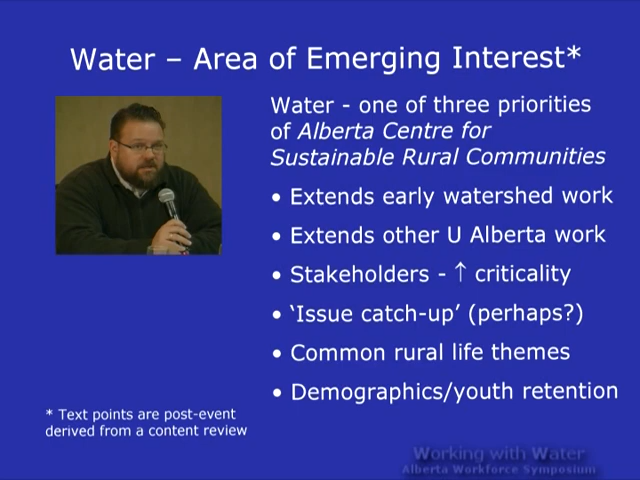 Water – Area of Emerging Interest*
Water - one of three priorities
of Alberta Centre for
Sustainable Rural Communities
• Extends early watershed work
• Extends other U Alberta work
• Stakeholders - ↑ criticality
• ‘Issue catch-up’ (perhaps?)
• Common rural life themes
• Demographics/youth retention
* Text points are post-event
derived from a content review
Working with Water
Alberta Workforce Symposium